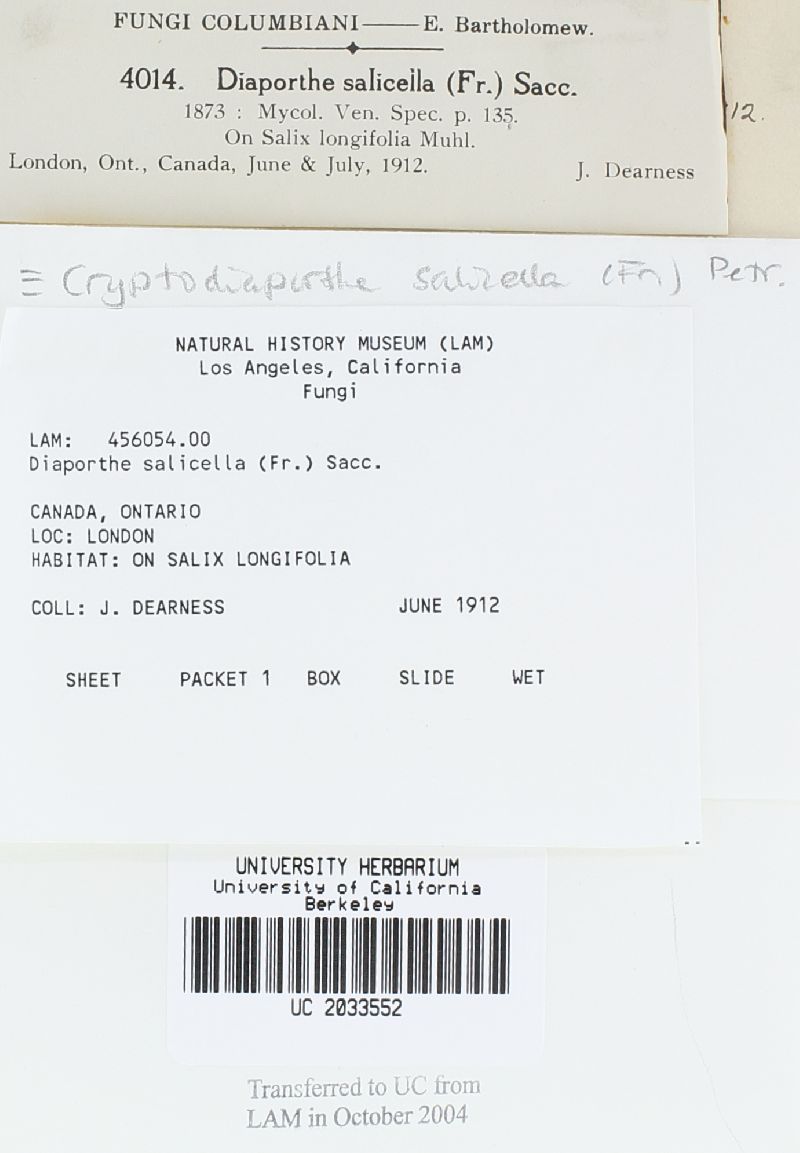 FUNGI COLUMBIANI—E. Bartholomew.
4014. Diaporthe salicella (Fr.) Sacc.
1873 : Mycol. Ven. Spec. p. 135.
On Salix longifolia Muhl.
London, Ont., Canada, June & July, 1912. J. Dearness
12.
≡ Cryptodiaporthe salicella (Fr.) Petr.
NATURAL HISTORY MUSEUM (LAM)
Los Angeles, California
Fungi
LAM: 456054.00
Diaporthe salicella (Fr.) Sacc.
CANADA, ONTARIO
LOC: LONDON
HABITAT: ON SALIX LONGIFOLIA
COLL: J. DEARNESS JUNE 1912
SHEET PACKET 1 BOX SLIDE WET
UNIVERSITY HERBARIUM
University of California
Berkeley
UC 2033552
Transferred to UC from
LAM in October 2004